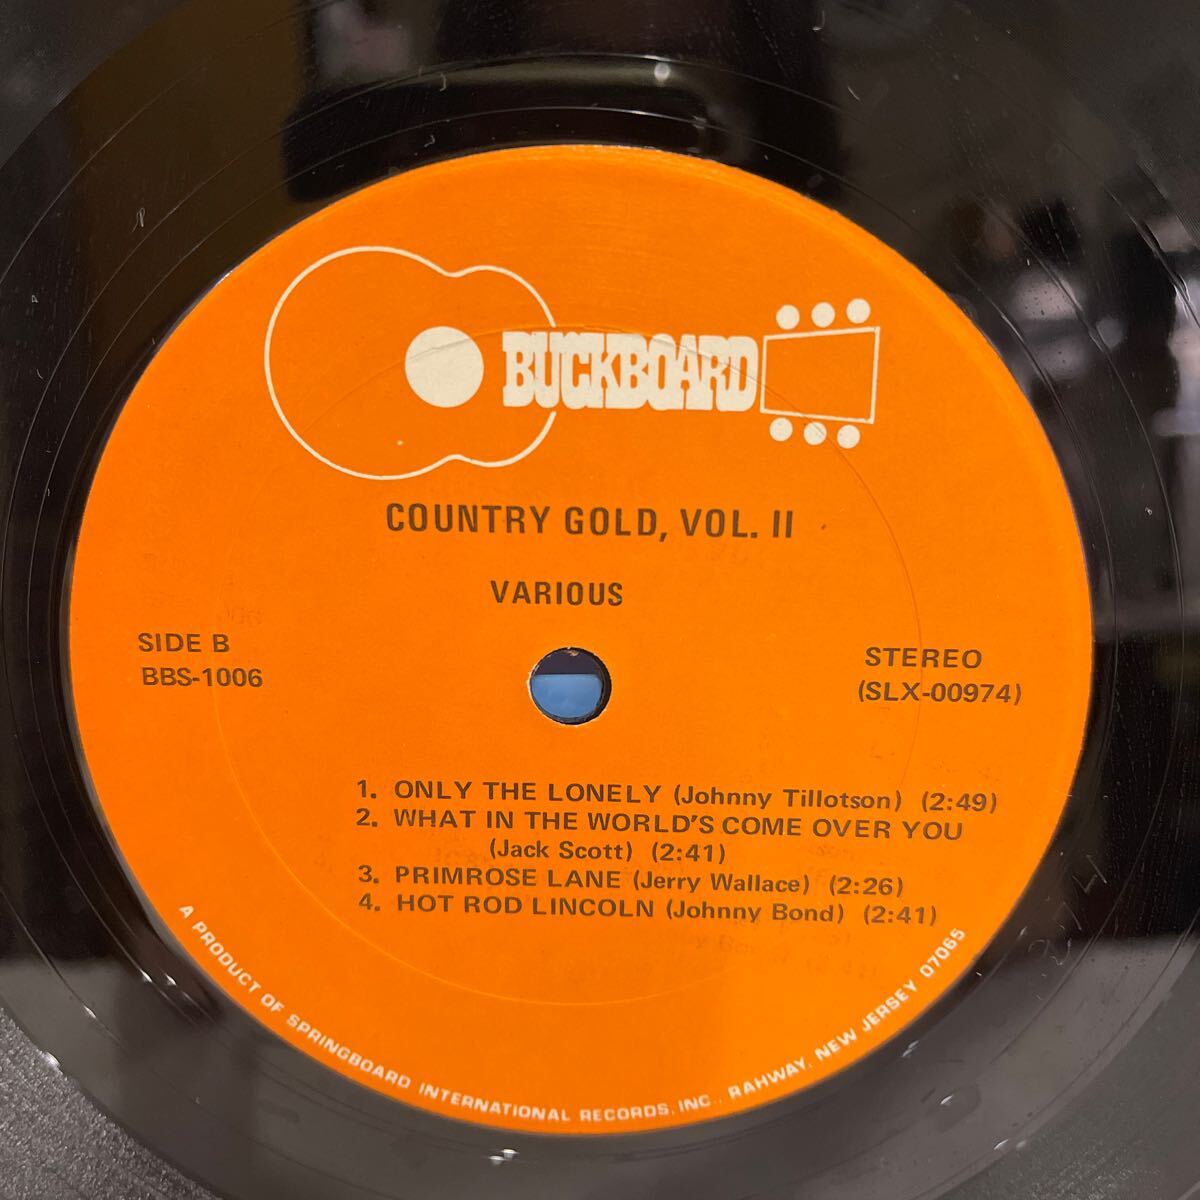 BUCKBOARD
COUNTRY GOLD, VOL. II
VARIOUS
SIDE B
BBS-1006
STEREO
(SLX-00974)
1. ONLY THE LONELY (Johnny Tillotson) (2:49)
2. WHAT IN THE WORLD'S COME OVER YOU
(Jack Scott) (2:41)
3. PRIMROSE LANE (Jerry Wallace) (2:26)
4. HOT ROD LINCOLN (Johnny Bond) (2:41)
A PRODUCT OF SPRINGBOARD INTERNATIONAL RECORDS, INC., RAHWAY, NEW JERSEY 07065